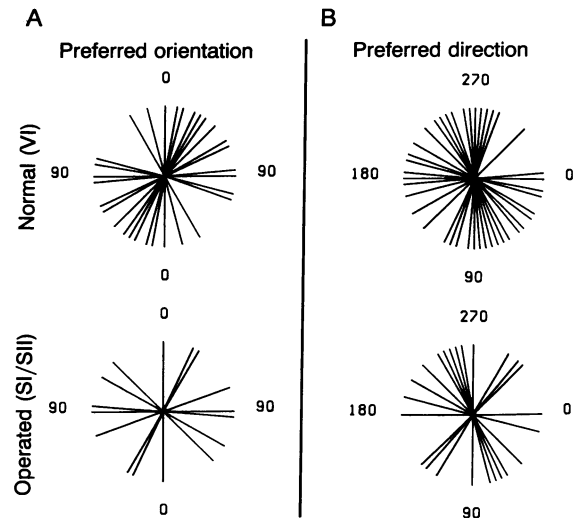 A
Preferred orientation
0
Normal (VI)
90
90
0
0
Operated (SI/SII)
90
90
0
B
Preferred direction
270
180
0
90
270
180
0
90